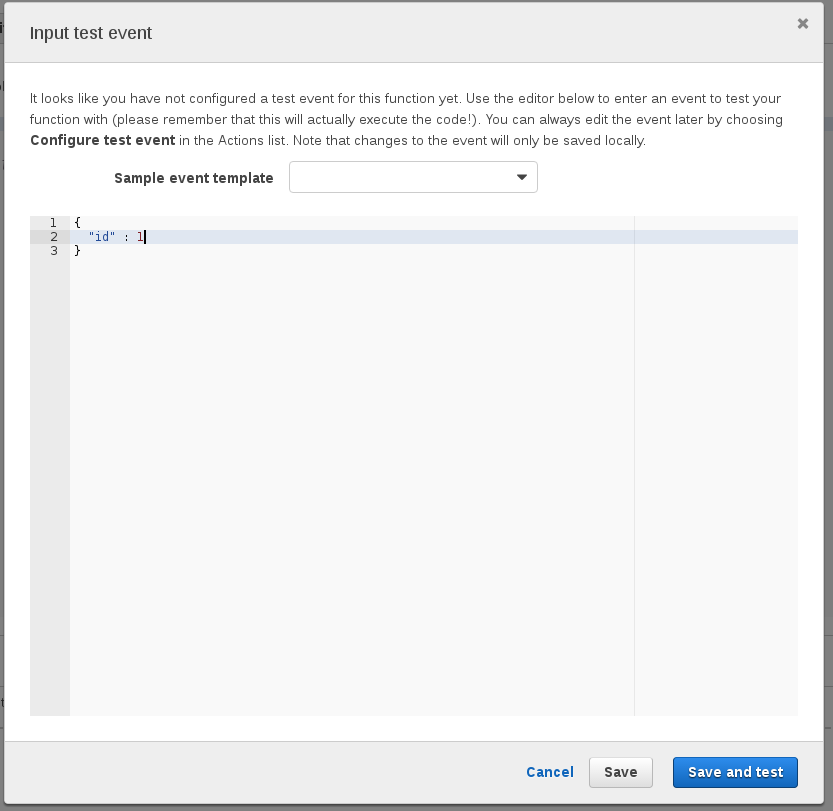 Input test event
It looks like you have not configured a test event for this function yet. Use the editor below to enter an event to test your
function with (please remember that this will actually execute the code!). You can always edit the event later by choosing
Configure test event in the Actions list. Note that changes to the event will only be saved locally.
Sample event template
1 {
2 "id" : 1
3 }
Cancel Save Save and test